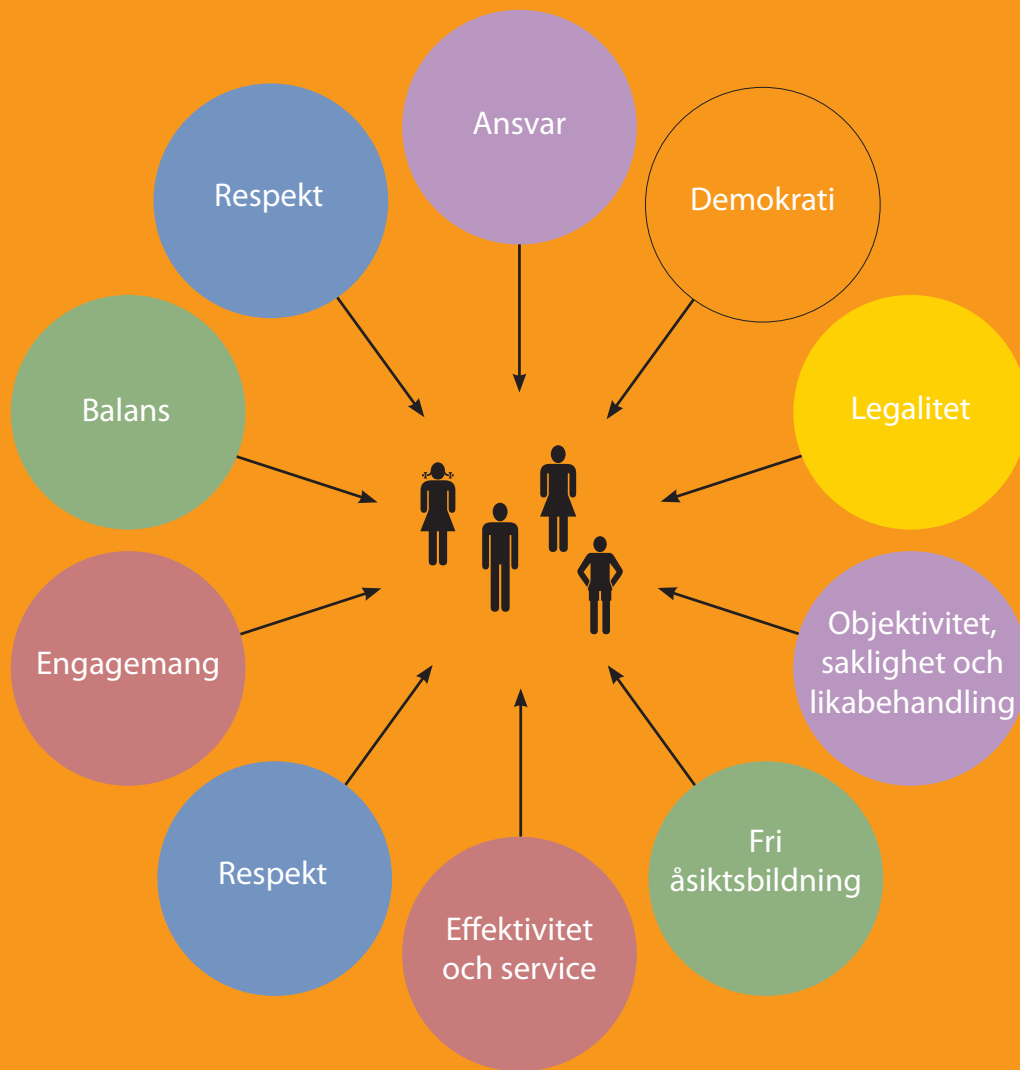 Ansvar
Respekt
Demokrati
Balans
Legalitet
Engagemang
Objektivitet,
saklighet och
likabehandling
Respekt
Fri
åsiktsbildning
Effektivitet
och service